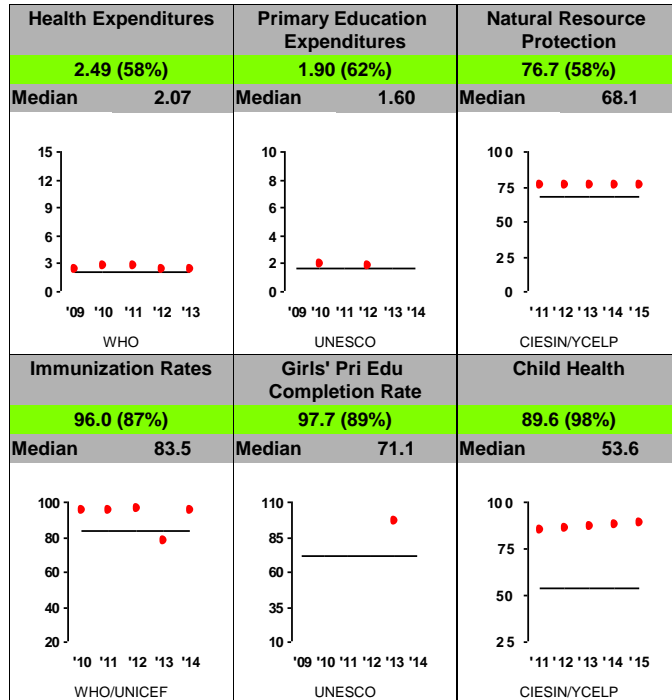 Health Expenditures
2.49 (58%)
Median 2.07
15
12
9
6
3
0
'09 '10 '11 '12 '13
WHO
Primary Education
Expenditures
1.90 (62%)
Median 1.60
10
8
6
4
2
0
'09 '10 '11 '12 '13 '14
UNESCO
Natural Resource
Protection
76.7 (58%)
Median 68.1
100
75
50
25
0
'11 '12 '13 '14 '15
CIESIN/YCELP
Immunization Rates
96.0 (87%)
Median 83.5
100
80
60
40
20
'10 '11 '12 '13 '14
WHO/UNICEF
Girls' Pri Edu
Completion Rate
97.7 (89%)
Median 71.1
110
85
60
35
10
'09 '10 '11 '12 '13 '14
UNESCO
Child Health
89.6 (98%)
Median 53.6
100
75
50
25
'11 '12 '13 '14 '15
CIESIN/YCELP